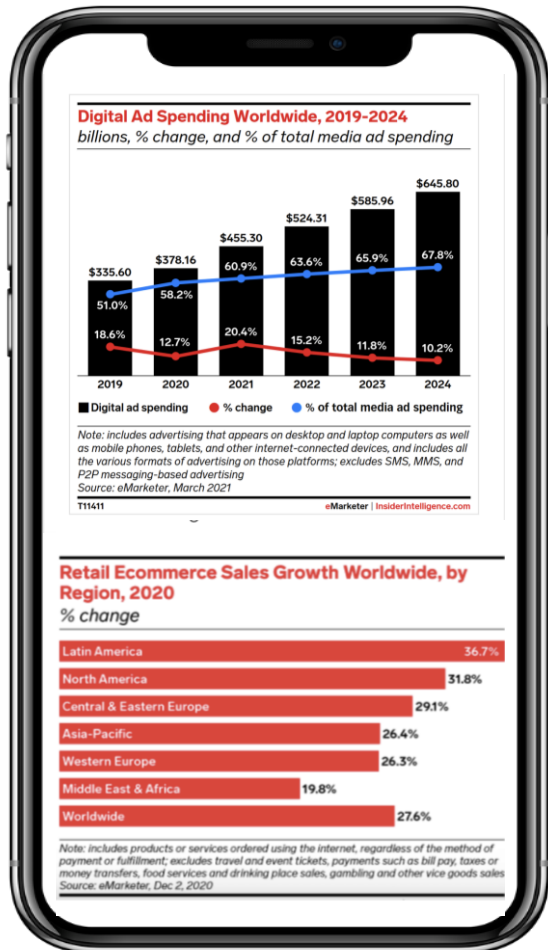 Digital Ad Spending Worldwide, 2019-2024
billions, % change, and % of total media ad spending
$335.60
$378.16
$455.30
$524.31
$585.96
$645.80
51.0%
58.2%
60.9%
63.6%
65.9%
67.8%
18.6%
12.7%
20.4%
15.2%
11.8%
10.2%
2019 2020 2021 2022 2023 2024
Digital ad spending % change % of total media ad spending
Note: includes advertising that appears on desktop and laptop computers as well
as mobile phones, tablets, and other internet-connected devices, and includes all
the various formats of advertising on those platforms; excludes SMS, MMS, and
P2P messaging-based advertising
Source: eMarketer, March 2021
T11411 eMarketer | InsiderIntelligence.com
Retail Ecommerce Sales Growth Worldwide, by
Region, 2020
% change
Latin America 36.7%
North America 31.8%
Central & Eastern Europe 29.1%
Asia-Pacific 26.4%
Western Europe 26.3%
Middle East & Africa 19.8%
Worldwide 27.6%
Note: includes products or services ordered using the internet, regardless of the method of
payment or fulfillment; excludes travel and event tickets, payments such as bill pay, taxes or
money transfers, food services and drinking place sales, gambling and other vice goods sales
Source: eMarketer, Dec 2, 2020